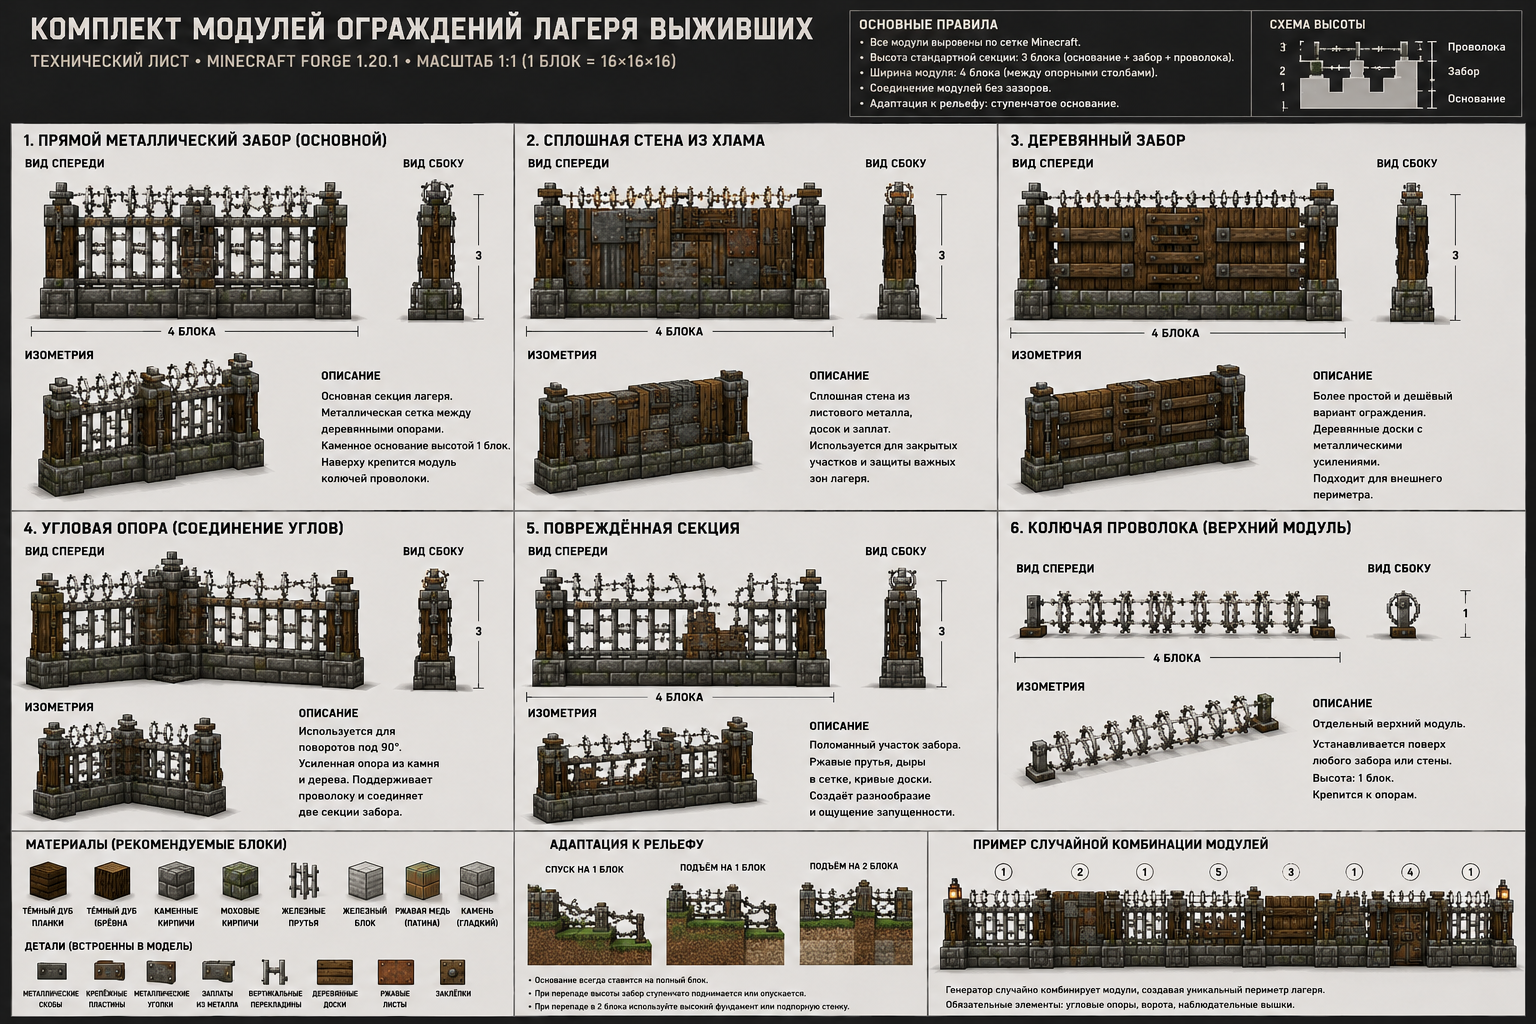 КОМПЛЕКТ МОДУЛЕЙ ОГРАЖДЕНИЙ ЛАГЕРЯ ВЫЖИВШИХ
ТЕХНИЧЕСКИЙ ЛИСТ • MINECRAFT FORGE 1.20.1 • МАСШТАБ 1:1 (1 БЛОК = 16×16×16)
ОСНОВНЫЕ ПРАВИЛА
• Все модули выровены по сетке Minecraft.
• Высота стандартной секции: 3 блока (основание + забор + проволока).
• Ширина модуля: 4 блока (между опорными столбами).
• Соединение модулей без зазоров.
• Адаптация к рельефу: ступенчатое основание.
СХЕМА ВЫСОТЫ
3
Проволока
2
Забор
1
Основание
1
1. ПРЯМОЙ МЕТАЛЛИЧЕСКИЙ ЗАБОР (ОСНОВНОЙ)
ВИД СПЕРЕДИ
ВИД СБОКУ
3
4 БЛОКА
ИЗОМЕТРИЯ
ОПИСАНИЕ
Основная секция лагеря.
Металлическая сетка между
деревянными опорами.
Каменное основание высотой 1 блок.
Наверху крепится модуль
колючей проволоки.
2. СПЛОШНАЯ СТЕНА ИЗ ХЛАМА
ВИД СПЕРЕДИ
ВИД СБОКУ
3
4 БЛОКА
ИЗОМЕТРИЯ
ОПИСАНИЕ
Сплошная стена из
листового металла,
досок и заплат.
Используется для закрытых
участков и защиты важных
зон лагеря.
3. ДЕРЕВЯННЫЙ ЗАБОР
ВИД СПЕРЕДИ
ВИД СБОКУ
3
4 БЛОКА
ИЗОМЕТРИЯ
ОПИСАНИЕ
Более простой и дешёвый
вариант ограждения.
Деревянные доски с
металлическими
усилениями.
Подходит для внешнего
периметра.
4. УГЛОВАЯ ОПОРА (СОЕДИНЕНИЕ УГЛОВ)
ВИД СПЕРЕДИ
ВИД СБОКУ
3
ИЗОМЕТРИЯ
ОПИСАНИЕ
Используется для
поворотов под 90°.
Усиленная опора из камня
и дерева. Поддерживает
проволоку и соединяет
две секции забора.
5. ПОВРЕЖДЁННАЯ СЕКЦИЯ
ВИД СПЕРЕДИ
ВИД СБОКУ
3
4 БЛОКА
ИЗОМЕТРИЯ
ОПИСАНИЕ
Поломанный участок забора.
Ржавые прутья, дыры
в сетке, кривые доски.
Создаёт разнообразие
и ощущение запущенности.
6. КОЛЮЧАЯ ПРОВОЛОКА (ВЕРХНИЙ МОДУЛЬ)
ВИД СПЕРЕДИ
ВИД СБОКУ
1
4 БЛОКА
ИЗОМЕТРИЯ
ОПИСАНИЕ
Отдельный верхний модуль.
Устанавливается поверх
любого забора или стены.
Высота: 1 блок.
Крепится к опорам.
МАТЕРИАЛЫ (РЕКОМЕНДУЕМЫЕ БЛОКИ)
ТЁМНЫЙ ДУБ
ПЛАНКИ
ТЁМНЫЙ ДУБ
(БРЁВНА
КАМЕННЫЕ
КИРПИЧИ
МОХОВЫЕ
КИРПИЧИ
ЖЕЛЕЗНЫЕ
ПРУТЬЯ
ЖЕЛЕЗНЫЙ
БЛОК
РЖАВАЯ МЕДЬ
(ПАТИНА)
КАМЕНЬ
(ГЛАДКИЙ)
ДЕТАЛИ (ВСТРОЕННЫ В МОДЕЛЬ)
МЕТАЛЛИЧЕСКИЕ
СКОБЫ
КРЕПЁЖНЫЕ
ПЛАСТИНЫ
МЕТАЛЛИЧЕСКИЕ
УГОЛКИ
ЗАПЛАТЫ
ИЗ МЕТАЛЛА
ВЕРТИКАЛЬНЫЕ
ПЕРЕКЛАДИНЫ
ДЕРЕВЯННЫЕ
ДОСКИ
РЖАВЫЕ
ЛИСТЫ
ЗАКЛЁПКИ
АДАПТАЦИЯ К РЕЛЬЕФУ
СПУСК НА 1 БЛОК
ПОДЪЁМ НА 1 БЛОК
ПОДЪЁМ НА 2 БЛОКА
• Основание всегда ставится на полный блок.
• При перепаде высоты забор ступенчато поднимается или опускается.
• При перепаде в 2 блока используйте высокий фундамент или подпорную стенку.
ПРИМЕР СЛУЧАЙНОЙ КОМБИНАЦИИ МОДУЛЕЙ
1 2 1 5 3 1 4 1
Генератор случайно комбинирует модули, создавая уникальный периметр лагеря.
Обязательные элементы: угловые опоры, ворота, наблюдательные вышки.